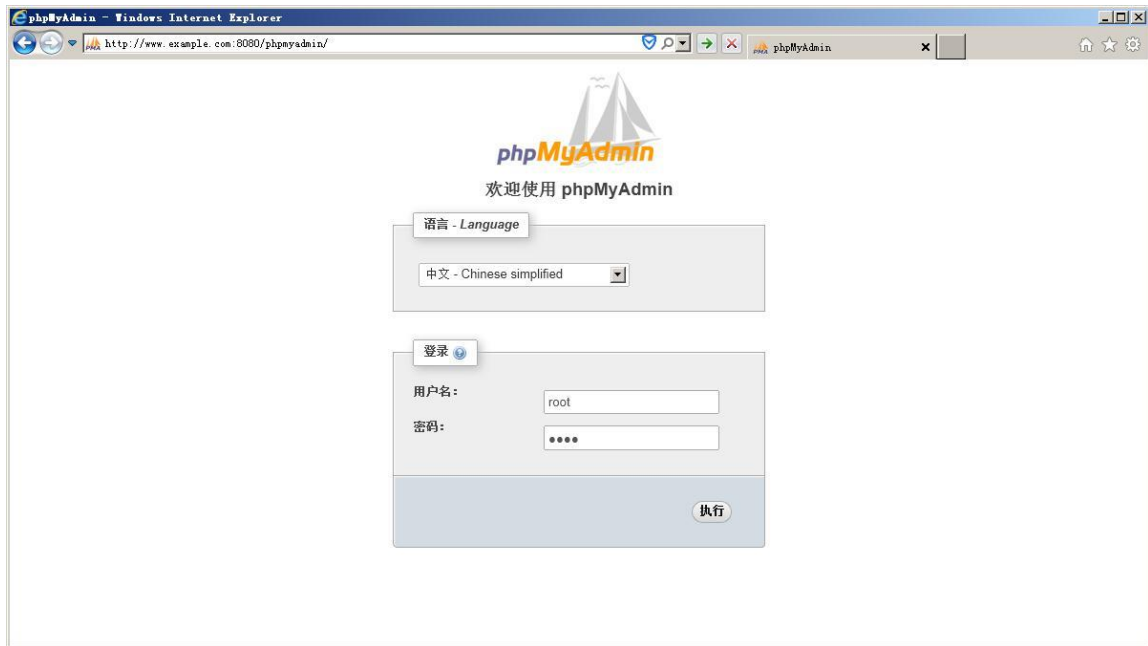 phpMyAdmin - Windows Internet Explorer
http://www.example.com:8080/phpmyadmin/
phpMyAdmin
phpMyAdmin
欢迎使用 phpMyAdmin
语言 - Language
中文 - Chinese simplified
登录
用户名：
root
密码：
••••
执行